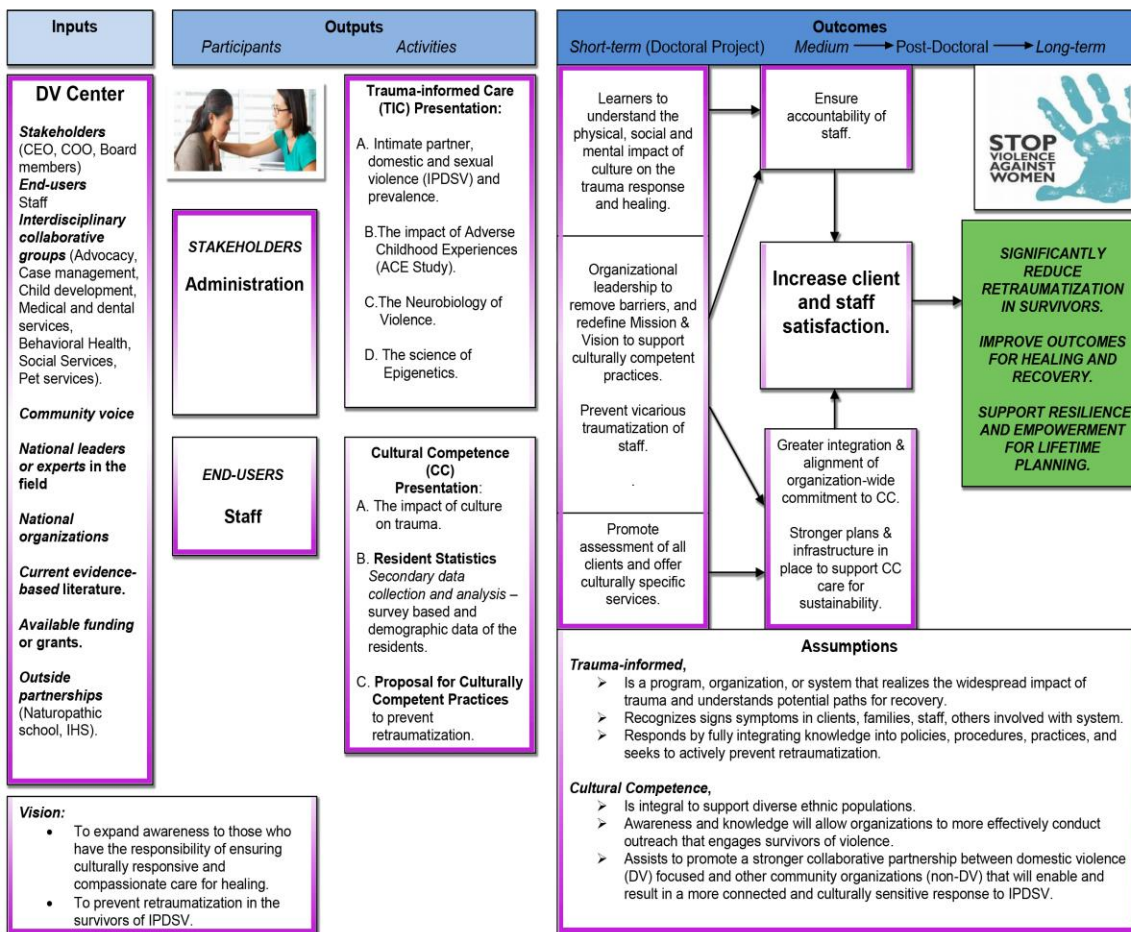 Inputs
DV Center
Stakeholders
(CEO, COO, Board
members)
End-users
Staff
Interdisciplinary
collaborative
groups (Advocacy,
Case management,
Child development,
Medical and dental
services,
Behavioral Health,
Social Services,
Pet services).
Community voice
National leaders
or experts in the
field
National
organizations
Current evidence-
based literature.
Available funding
or grants.
Outside
partnerships
(Naturopathic
school, IHS).
Vision:
• To expand awareness to those who
have the responsibility of ensuring
culturally responsive and
compassionate care for healing.
• To prevent retraumatization in the
survivors of IPDSV.
Outputs
Participants Activities
STAKEHOLDERS
Administration
END-USERS
Staff
Trauma-informed Care
(TIC) Presentation:
A. Intimate partner,
domestic and sexual
violence (IPDSV) and
prevalence.
B.The impact of Adverse
Childhood Experiences
(ACE Study).
C.The Neurobiology of
Violence.
D. The science of
Epigenetics.
Cultural Competence
(CC)
Presentation:
A. The impact of culture
on trauma.
B. Resident Statistics
Secondary data
collection and analysis –
survey based and
demographic data of the
residents.
C. Proposal for Culturally
Competent Practices
to prevent
retraumatization.
Outcomes
Short-term (Doctoral Project) Medium Post-Doctoral Long-term
Learners to
understand the
physical, social and
mental impact of
culture on the
trauma response
and healing.
Organizational
leadership to
remove barriers, and
redefine Mission &
Vision to support
culturally competent
practices.
Prevent vicarious
traumatization of
staff.
.
Promote
assessment of all
clients and offer
culturally specific
services.
Ensure
accountability of
staff.
Increase client
and staff
satisfaction.
Greater integration &
alignment of
organization-wide
commitment to CC.
Stronger plans &
infrastructure in
place to support CC
care for
sustainability.
STOP
VIOLENCE
AGAINST
WOMEN
SIGNIFICANTLY
REDUCE
RETRAUMATIZATION
IN SURVIVORS.
IMPROVE OUTCOMES
FOR HEALING AND
RECOVERY.
SUPPORT RESILIENCE
AND EMPOWERMENT
FOR LIFETIME
PLANNING.
Assumptions
Trauma-informed,
➢ Is a program, organization, or system that realizes the widespread impact of
trauma and understands potential paths for recovery.
➢ Recognizes signs symptoms in clients, families, staff, others involved with system.
➢ Responds by fully integrating knowledge into policies, procedures, practices, and
seeks to actively prevent retraumatization.
Cultural Competence,
➢ Is integral to support diverse ethnic populations.
➢ Awareness and knowledge will allow organizations to more effectively conduct
outreach that engages survivors of violence.
➢ Assists to promote a stronger collaborative partnership between domestic violence
(DV) focused and other community organizations (non-DV) that will enable and
result in a more connected and culturally sensitive response to IPDSV.